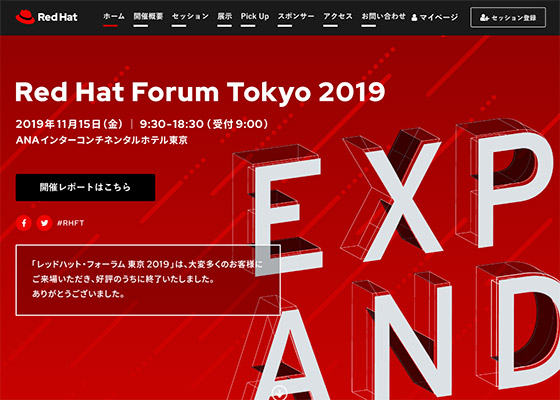 Red Hat
ホーム 開催概要 セッション 展示 Pick Up スポンサー アクセス お問い合わせ マイページ セッション登録
Red Hat Forum Tokyo 2019
2019年11月15日（金） | 9:30-18:30（受付 9:00）
ANAインターコンチネンタルホテル東京
開催レポートはこちら
#RHFT
「レッドハット・フォーラム 東京 2019」は、大変多くのお客様に
ご来場いただき、好評のうちに終了いたしました。
ありがとうございました。
EXP
AND